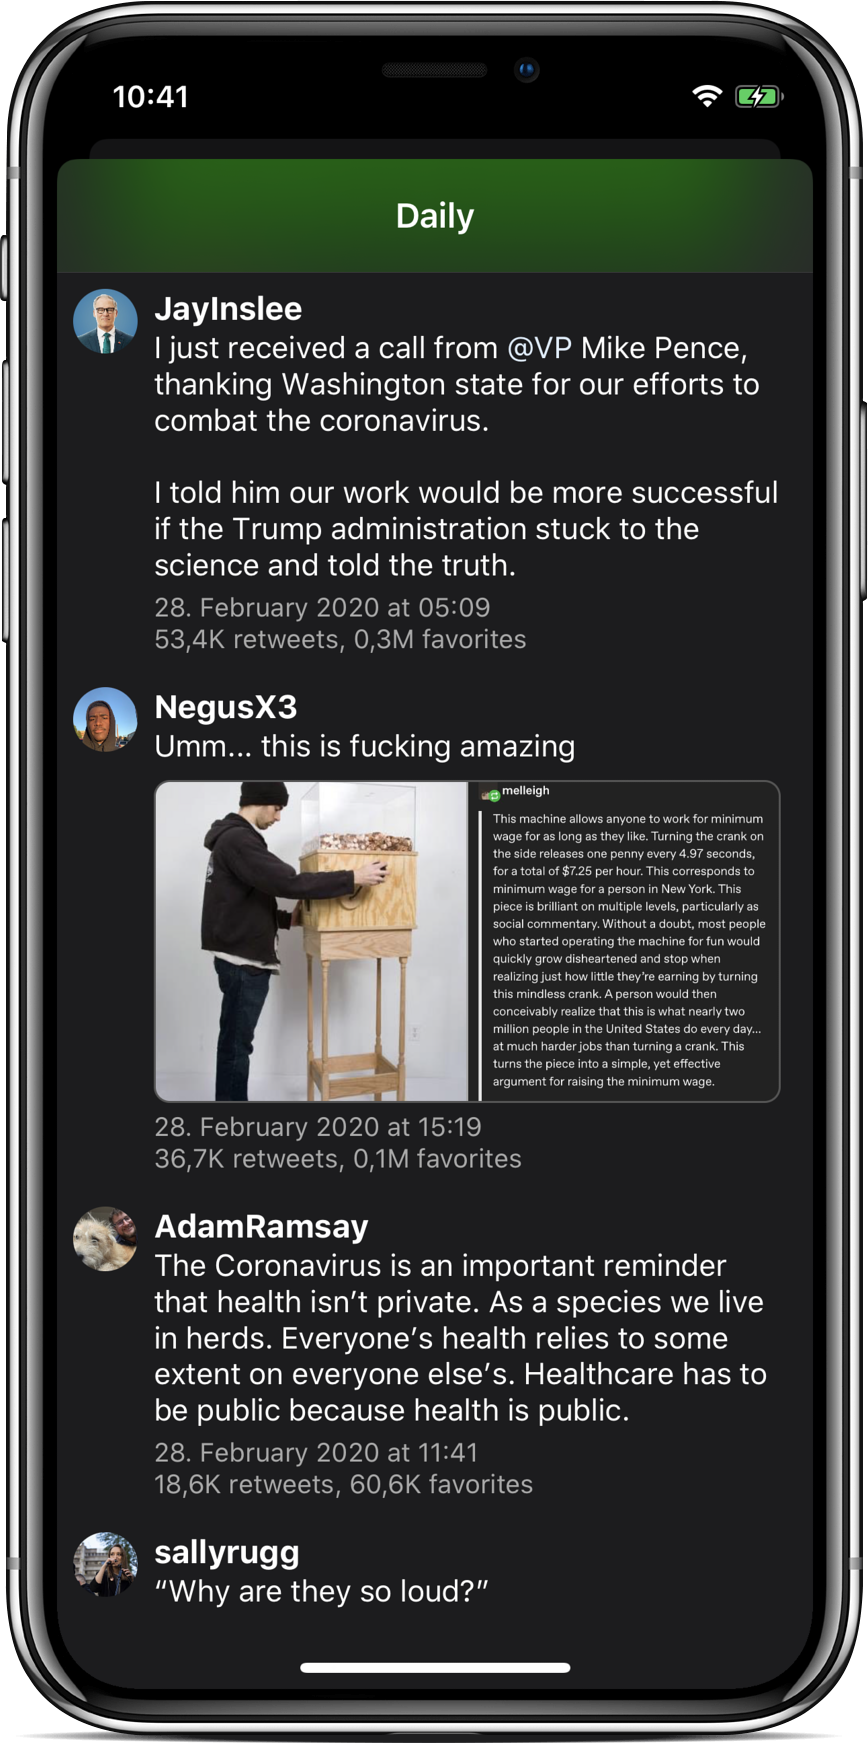 10:41
Daily
JayInslee
I just received a call from @VP Mike Pence,
thanking Washington state for our efforts to
combat the coronavirus.
I told him our work would be more successful
if the Trump administration stuck to the
science and told the truth.
28. February 2020 at 05:09
53,4K retweets, 0,3M favorites
NegusX3
Umm... this is fucking amazing
melleigh
This machine allows anyone to work for minimum
wage for as long as they like. Turning the crank on
the side releases one penny every 4.97 seconds,
for a total of $7.25 per hour. This corresponds to
minimum wage for a person in New York. This
piece is brilliant on multiple levels, particularly as
social commentary. Without a doubt, most people
who started operating the machine for fun would
quickly grow disheartened and stop when
realizing just how little they're earning by turning
this mindless crank. A person would then
conceivably realize that this is what nearly two
million people in the United States do every day...
at much harder jobs than turning a crank. This
turns the piece into a simple, yet effective
argument for raising the minimum wage.
28. February 2020 at 15:19
36,7K retweets, 0,1M favorites
AdamRamsay
The Coronavirus is an important reminder
that health isn’t private. As a species we live
in herds. Everyone’s health relies to some
extent on everyone else’s. Healthcare has to
be public because health is public.
28. February 2020 at 11:41
18,6K retweets, 60,6K favorites
sallyrugg
“Why are they so loud?”